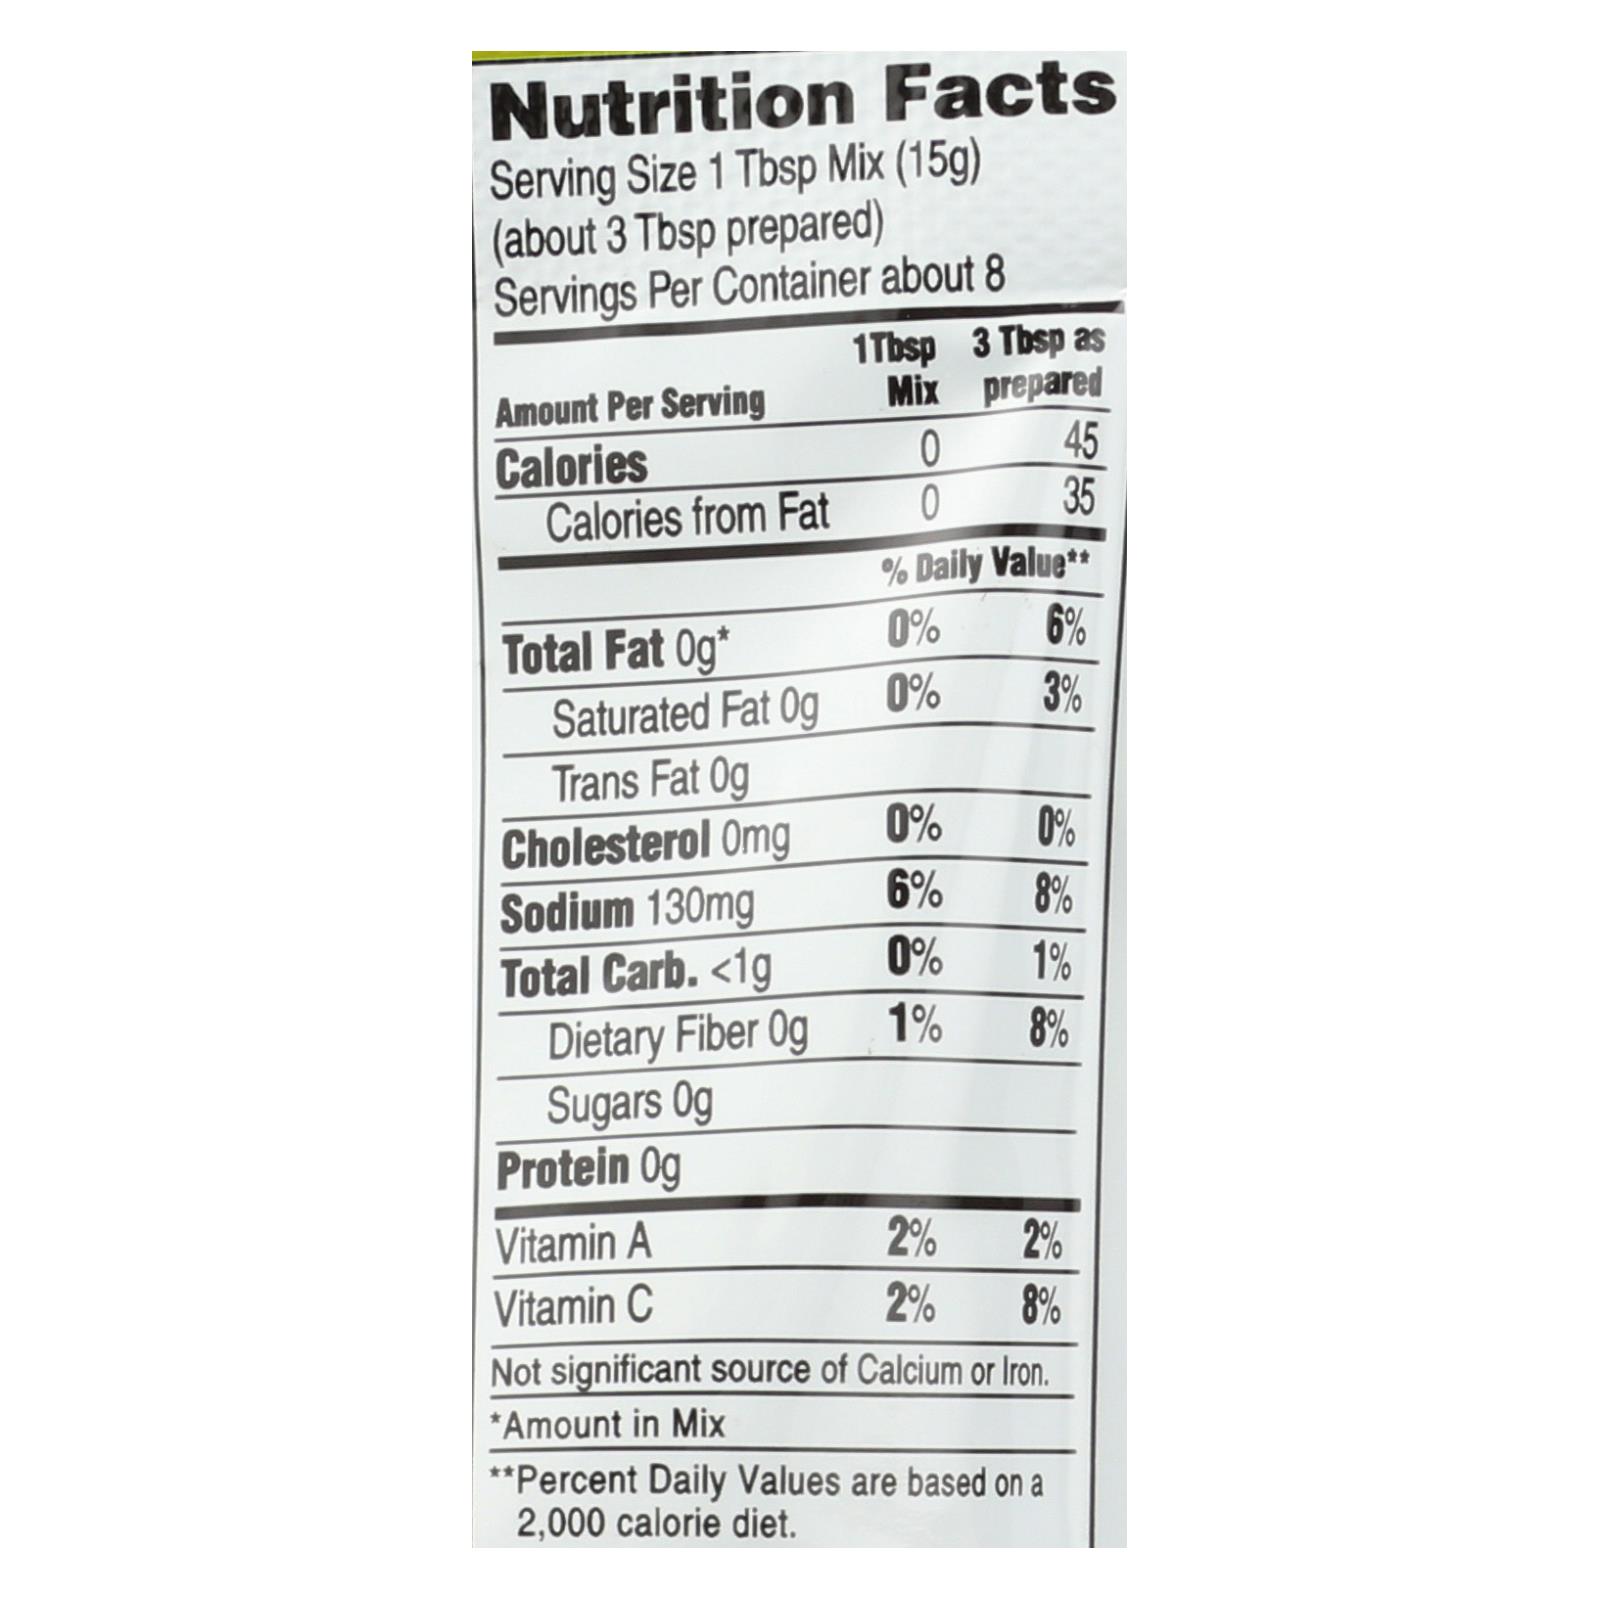 Nutrition Facts
Serving Size 1 Tbsp Mix (15g)
(about 3 Tbsp prepared)
Servings Per Container about 8
1Tbsp Mix 3 Tbsp as prepared
Amount Per Serving
Calories 0 45
Calories from Fat 0 35
% Daily Value**
Total Fat 0g* 0% 6%
Saturated Fat 0g 0% 3%
Trans Fat 0g
Cholesterol 0mg 0% 0%
Sodium 130mg 6% 8%
Total Carb. <1g 0% 1%
Dietary Fiber 0g 1% 8%
Sugars 0g
Protein 0g
Vitamin A 2% 2%
Vitamin C 2% 8%
Not significant source of Calcium or Iron.
*Amount in Mix
**Percent Daily Values are based on a
2,000 calorie diet.